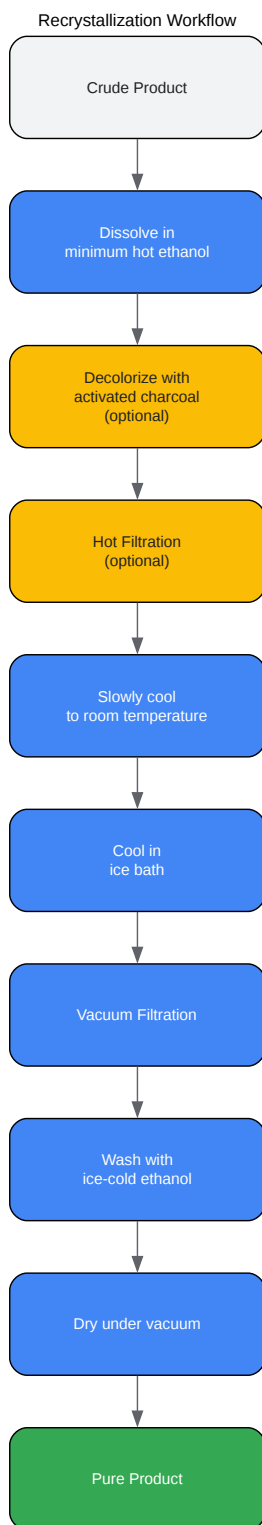 Recrystallization Workflow
Crude Product
Dissolve in
minimum hot ethanol
Decolorize with
activated charcoal
(optional)
Hot Filtration
(optional)
Slowly cool
to room temperature
Cool in
ice bath
Vacuum Filtration
Wash with
ice-cold ethanol
Dry under vacuum
Pure Product